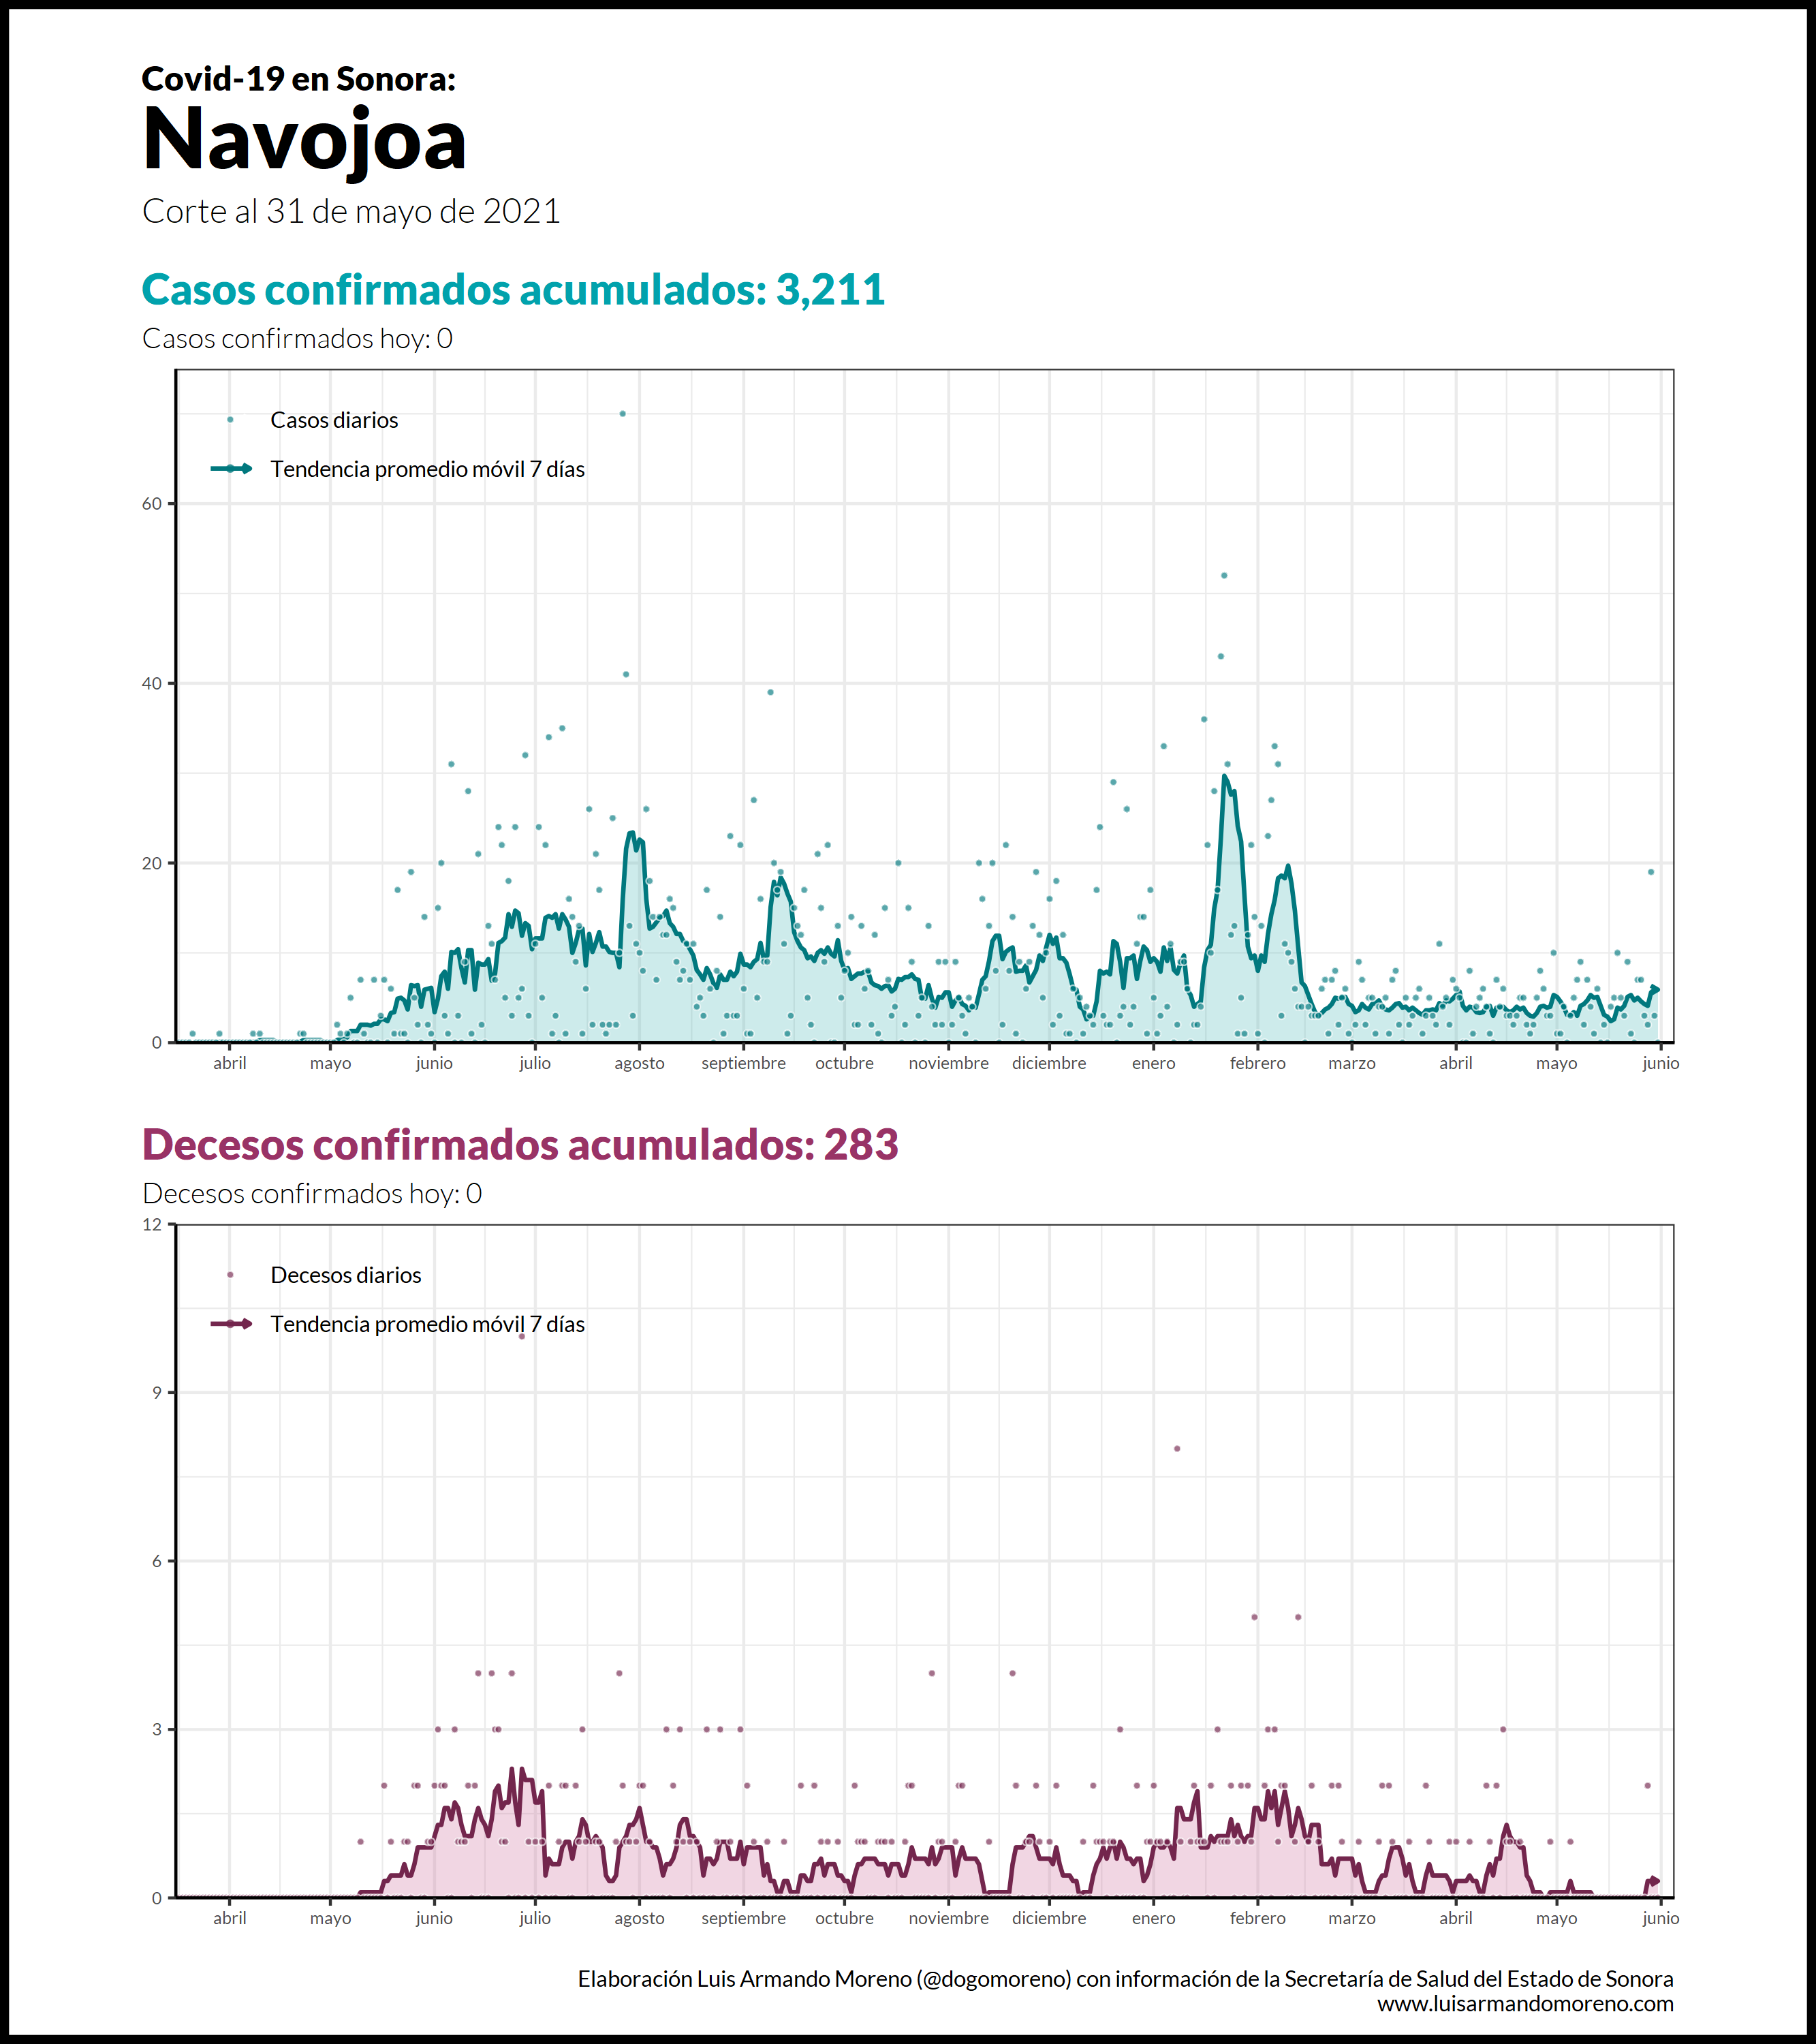 Covid-19 en Sonora:
Navojoa
Corte al 31 de mayo de 2021
Casos confirmados acumulados: 3,211
Casos confirmados hoy: 0
Casos diarios
Tendencia promedio móvil 7 días
60
40
20
0
abril mayo junio julio agosto septiembre octubre noviembre diciembre enero febrero marzo abril mayo junio
Decesos confirmados acumulados: 283
Decesos confirmados hoy: 0
12
Decesos diarios
Tendencia promedio móvil 7 días
9
6
3
0
abril mayo junio julio agosto septiembre octubre noviembre diciembre enero febrero marzo abril mayo junio
Elaboración Luis Armando Moreno (@dogomoreno) con información de la Secretaría de Salud del Estado de Sonora
www.luisarmandomoreno.com